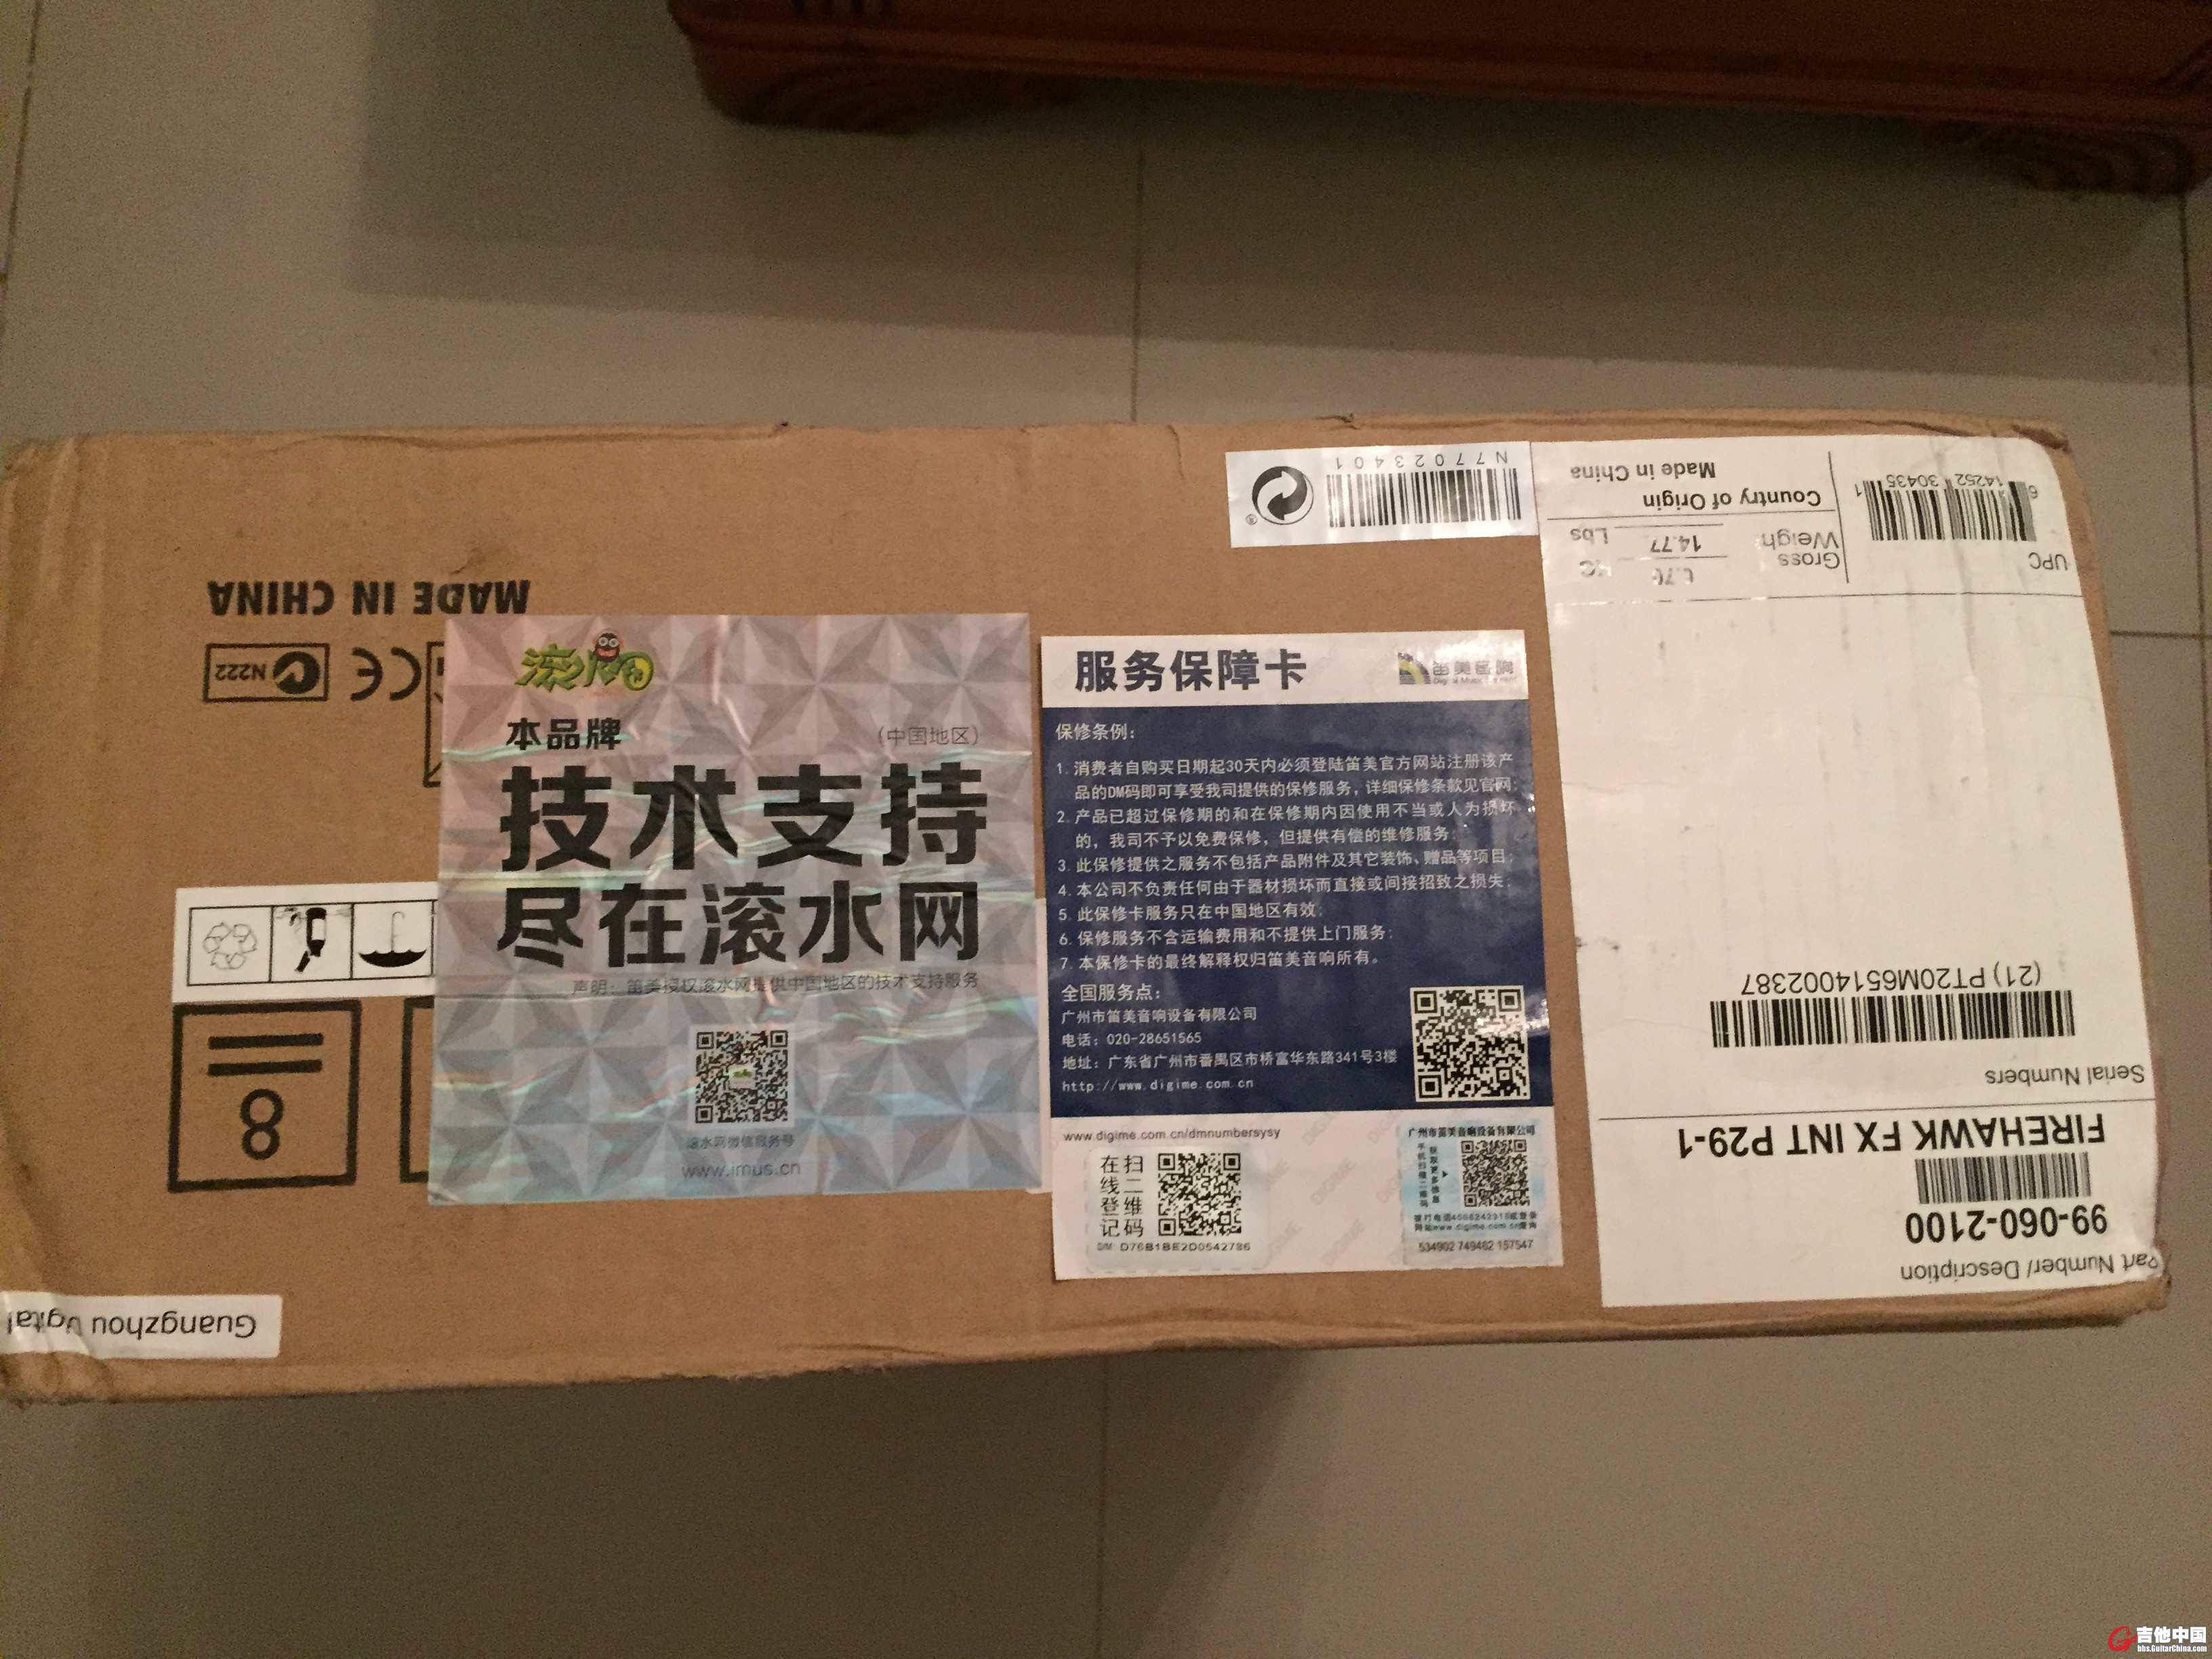 MADE IN CHINA
N222
CE
8
Guangzhou
滚水网
本品牌
(中国地区)
技术支持
尽在滚水网
声明：笛美授权滚水网提供中国地区的技术支持服务
滚水网微信服务号
www.imus.cn
N77023401
服务保障卡
笛美音响
保修条例：
1. 消费者自购买日期起30天内必须登陆笛美官方网站注册该产
品的DM码即可享受我司提供的保修服务，详细保修条款见官网；
2. 产品已超过保修期的和在保修期内因使用不当或人为损坏
的，我司不予以免费保修，但提供有偿的维修服务；
3. 此保修提供之服务不包括产品附件及其它装饰、赠品等项目；
4. 本公司不负责任何由于器材损坏而直接或间接招致之损失；
5. 此保修卡服务只在中国地区有效；
6. 保修服务不含运输费用和不提供上门服务；
7. 本保修卡的最终解释权归笛美音响所有。
全国服务点：
广州市笛美音响设备有限公司
电话：020-28651565
地址：广东省广州市番禺区市桥富华东路341号3楼
http://www.digime.com.cn
www.digime.com.cn/dmnumbersysy
在线登记
扫二维码
DM: D76B1BE2D0542786
广州市笛美音响设备有限公司
534902 749462 157547
Part Number/ Description
99-060-2100
FIREHAWK FX INT P29-1
Serial Numbers
(21) PT20M6514002387
UPC
6 14252 30435 1
Gross
Weigh
14.77
Lbs
Country of Origin
Made in China
吉他中国
bbs.GuitarChina.com